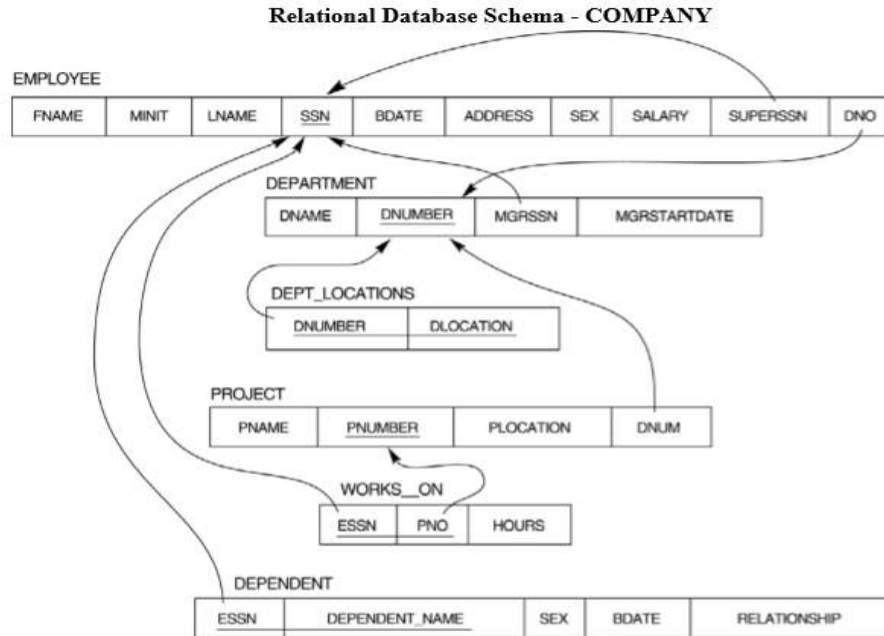 Relational Database Schema - COMPANY
EMPLOYEE
FNAME MINIT LNAME SSN BDATE ADDRESS SEX SALARY SUPERSSN DNO
DEPARTMENT
DNAME DNUMBER MGRSSN MGRSTARTDATE
DEPT_LOCATIONS
DNUMBER DLOCATION
PROJECT
PNAME PNUMBER PLOCATION DNUM
WORKS__ON
ESSN PNO HOURS
DEPENDENT
ESSN DEPENDENT_NAME SEX BDATE RELATIONSHIP